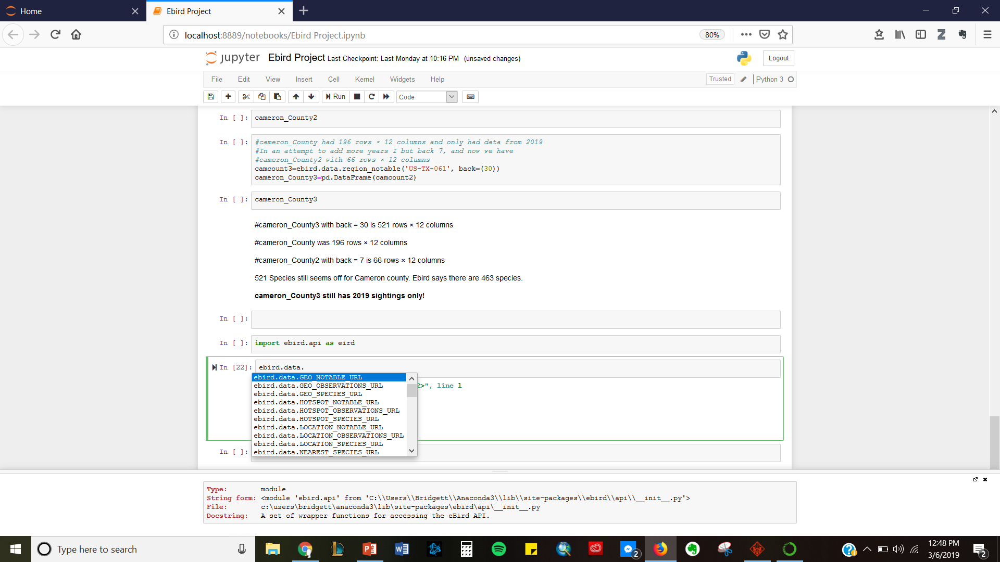 Home
Ebird Project
localhost:8889/notebooks/Ebird Project.ipynb
80%
jupyter
Ebird Project Last Checkpoint: Last Monday at 10:16 PM (unsaved changes)
Logout
File Edit View Insert Cell Kernel Widgets Help
Trusted
Python 3
Run
Code
In [ ]: cameron_County2
In [ ]: #cameron_County had 196 rows × 12 columns and only had data from 2019
#In an attempt to add more years I but back 7, and now we have
#cameron_County2 with 66 rows × 12 columns
camcount3=ebird.data.region_notable('US-TX-061', back=(30))
cameron_County3=pd.DataFrame(camcount2)
In [ ]: cameron_County3
#cameron_County3 with back = 30 is 521 rows × 12 columns
#cameron_County was 196 rows × 12 columns
#cameron_County2 with back = 7 is 66 rows × 12 columns
521 Species still seems off for Cameron county. Ebird says there are 463 species.
cameron_County3 still has 2019 sightings only!
In [ ]:
In [ ]: import ebird.api as eird
In [22]: ebird.data.
ebird.data.GEO_NOTABLE_URL
ebird.data.GEO_OBSERVATIONS_URL 2>", line 1
ebird.data.GEO_SPECIES_URL
ebird.data.HOTSPOT_NOTABLE_URL
ebird.data.HOTSPOT_OBSERVATIONS_URL
ebird.data.HOTSPOT_SPECIES_URL
ebird.data.LOCATION_NOTABLE_URL
ebird.data.LOCATION_OBSERVATIONS_URL
ebird.data.LOCATION_SPECIES_URL
In [ ]: ebird.data.NEAREST_SPECIES_URL
Type: module
String form: <module 'ebird.api' from 'C:\\Users\\Bridgett\\Anaconda3\\lib\\site-packages\\ebird\\api\\__init__.py'>
File: c:\users\bridgett\anaconda3\lib\site-packages\ebird\api\__init__.py
Docstring: A set of wrapper functions for accessing the eBird API.
Type here to search
2
12:48 PM
3/6/2019
2